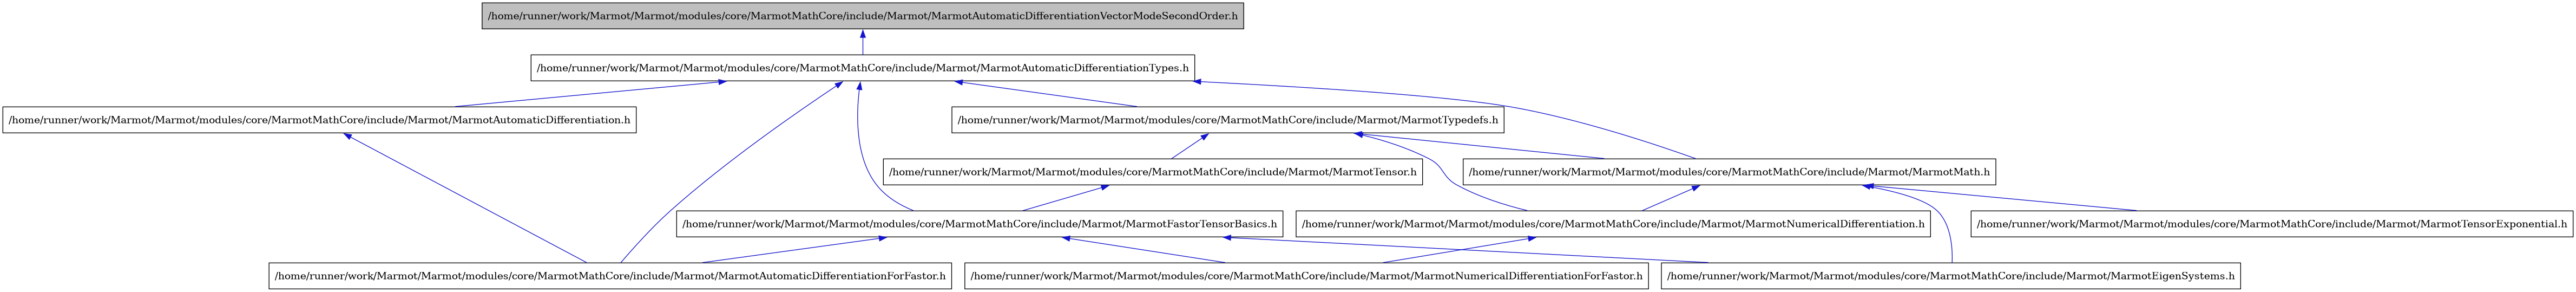 /home/runner/work/Marmot/Marmot/modules/core/MarmotMathCore/include/Marmot/MarmotAutomaticDifferentiationVectorModeSecondOrder.h
/home/runner/work/Marmot/Marmot/modules/core/MarmotMathCore/include/Marmot/MarmotAutomaticDifferentiationTypes.h
/home/runner/work/Marmot/Marmot/modules/core/MarmotMathCore/include/Marmot/MarmotAutomaticDifferentiation.h
/home/runner/work/Marmot/Marmot/modules/core/MarmotMathCore/include/Marmot/MarmotTypedefs.h
/home/runner/work/Marmot/Marmot/modules/core/MarmotMathCore/include/Marmot/MarmotTensor.h
/home/runner/work/Marmot/Marmot/modules/core/MarmotMathCore/include/Marmot/MarmotMath.h
/home/runner/work/Marmot/Marmot/modules/core/MarmotMathCore/include/Marmot/MarmotFastorTensorBasics.h
/home/runner/work/Marmot/Marmot/modules/core/MarmotMathCore/include/Marmot/MarmotNumericalDifferentiation.h
/home/runner/work/Marmot/Marmot/modules/core/MarmotMathCore/include/Marmot/MarmotTensorExponential.h
/home/runner/work/Marmot/Marmot/modules/core/MarmotMathCore/include/Marmot/MarmotAutomaticDifferentiationForFastor.h
/home/runner/work/Marmot/Marmot/modules/core/MarmotMathCore/include/Marmot/MarmotNumericalDifferentiationForFastor.h
/home/runner/work/Marmot/Marmot/modules/core/MarmotMathCore/include/Marmot/MarmotEigenSystems.h